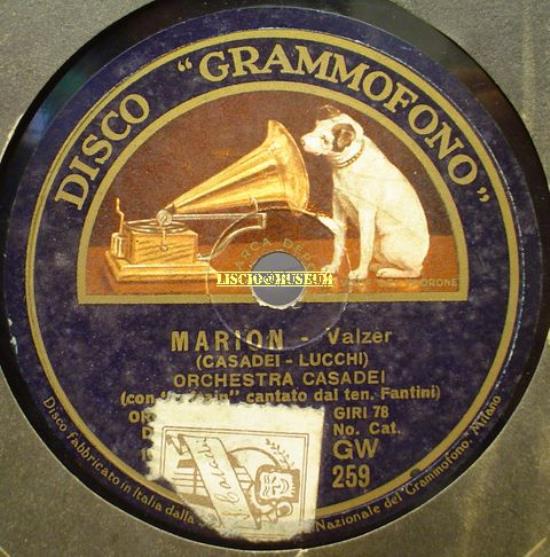 DISCO "GRAMMOFONO"
LISCIO@MUSEUM
MARION - Valzer
(CASADEI - LUCCHI)
ORCHESTRA CASADEI
(con cantato dal ten. Fantini)
GIRI 78
No. Cat.
GW
259
Disco fabbricato in Italia dalla
Nazionale del "Grammofono" Milano